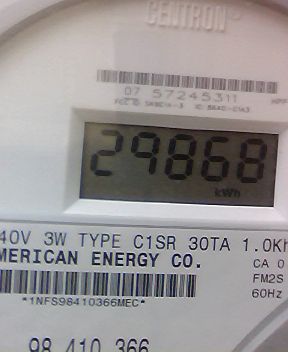 CENTRON
07 57245311
29868
kWh
40V 3W TYPE C1SR 30TA 1.0Kh
MERICAN ENERGY CO.
CA 0
FM2S
60Hz
*1NFS98410366MEC*
98 410 366